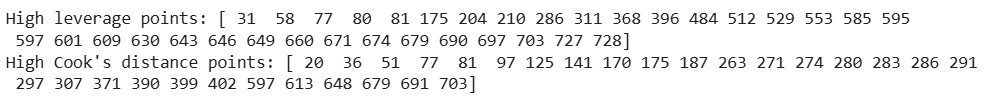 High leverage points: [ 31  58  77  80  81 175 204 210 286 311 368 396 484 512 529 553 585 595
 597 601 609 630 643 646 649 660 671 674 679 690 697 703 727 728]
High Cook's distance points: [ 20  36  51  77  81  97 125 141 170 175 187 263 271 274 280 283 286 291
 297 307 371 390 399 402 597 613 648 679 691 703]